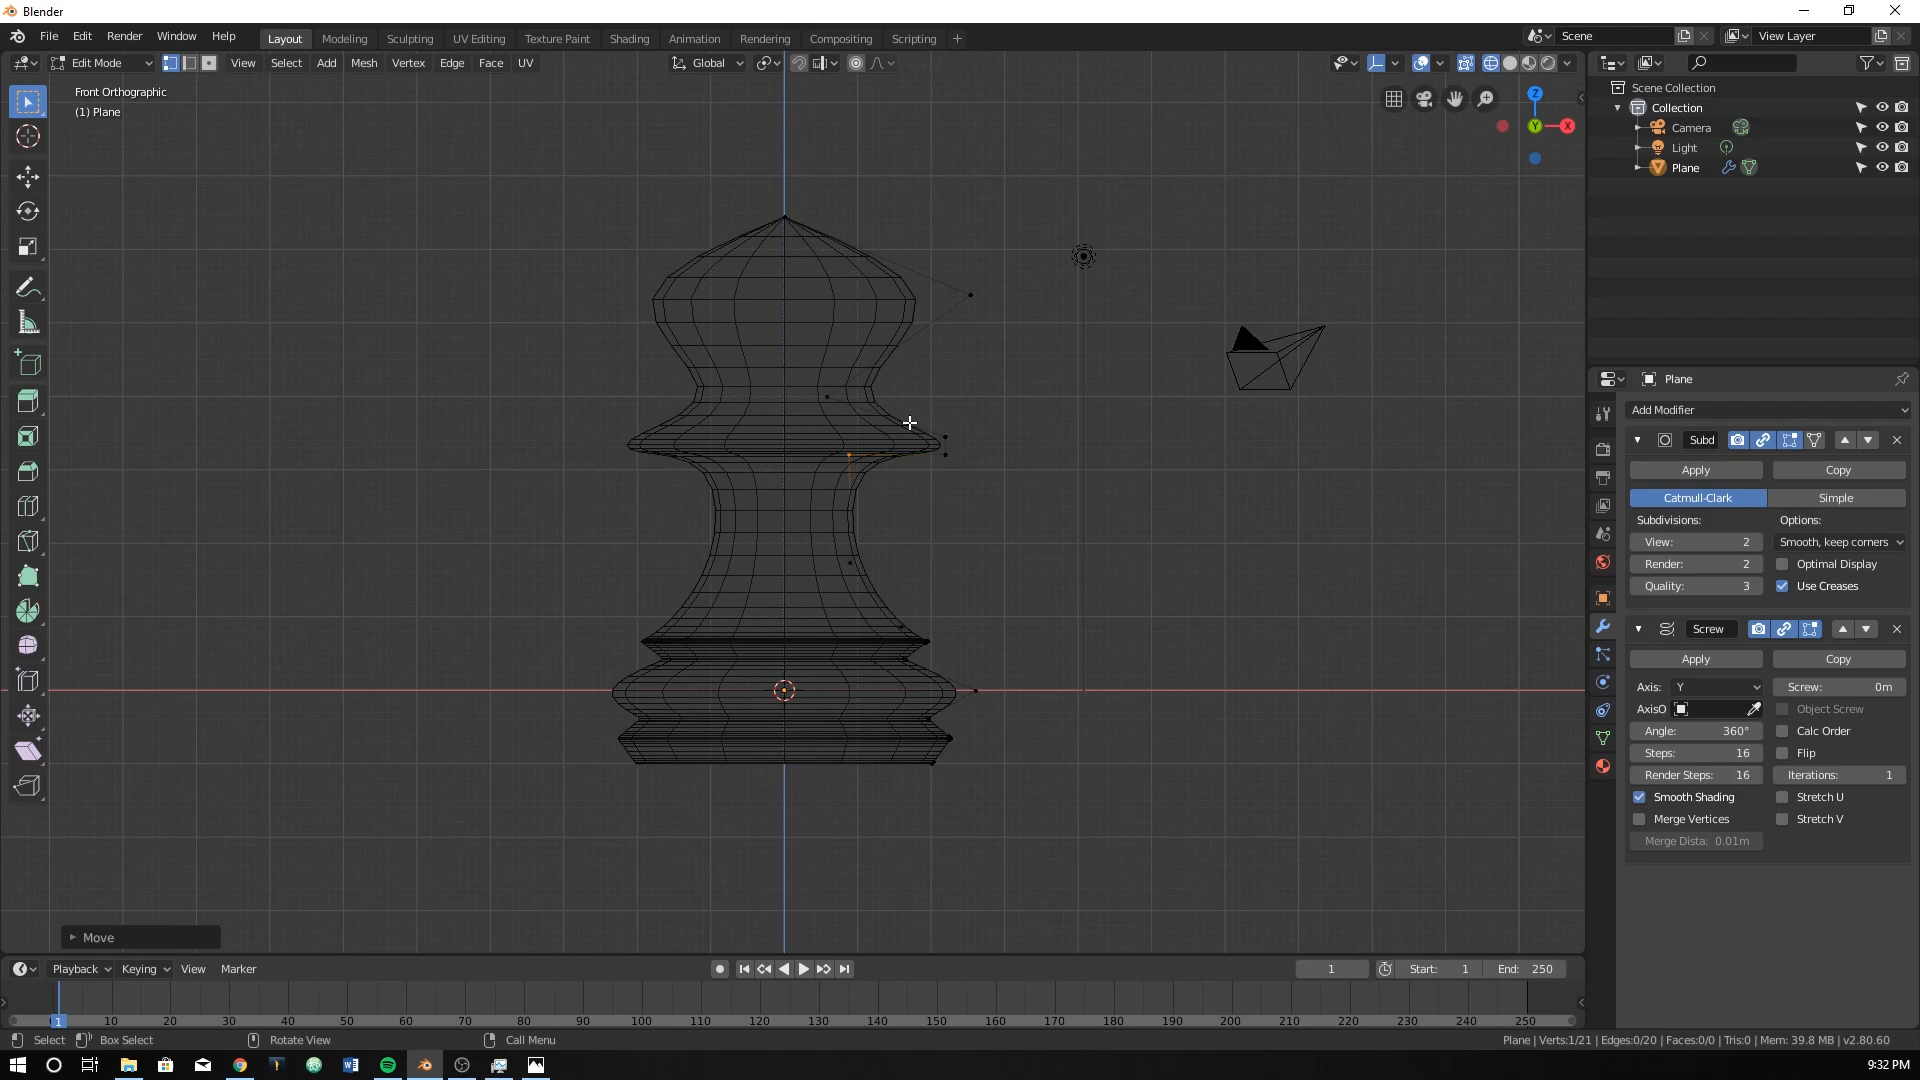 Blender
File Edit Render Window Help Layout Modeling Sculpting UV Editing Texture Paint Shading Animation Rendering Compositing Scripting + Scene View Layer
Edit Mode View Select Add Mesh Vertex Edge Face UV Global
Front Orthographic
(1) Plane
Z
Y X
Scene Collection
Collection
Camera
Light
Plane
Plane
Add Modifier
Subd
Apply Copy
Catmull-Clark Simple
Subdivisions: Options:
View: 2 Smooth, keep corners
Render: 2 Optimal Display
Quality: 3 Use Creases
Screw
Apply Copy
Axis: Y Screw: 0m
AxisO Object Screw
Angle: 360° Calc Order
Steps: 16 Flip
Render Steps: 16 Iterations: 1
Smooth Shading Stretch U
Merge Vertices Stretch V
Merge Dista: 0.01m
Move
Playback Keying View Marker 1 Start: 1 End: 250
1 10 20 30 40 50 60 70 80 90 100 110 120 130 140 150 160 170 180 190 200 210 220 230 240 250
Select Box Select Rotate View Call Menu Plane | Verts:1/21 | Edges:0/20 | Faces:0/0 | Tris:0 | Mem: 39.8 MB | v2.80.60
9:32 PM